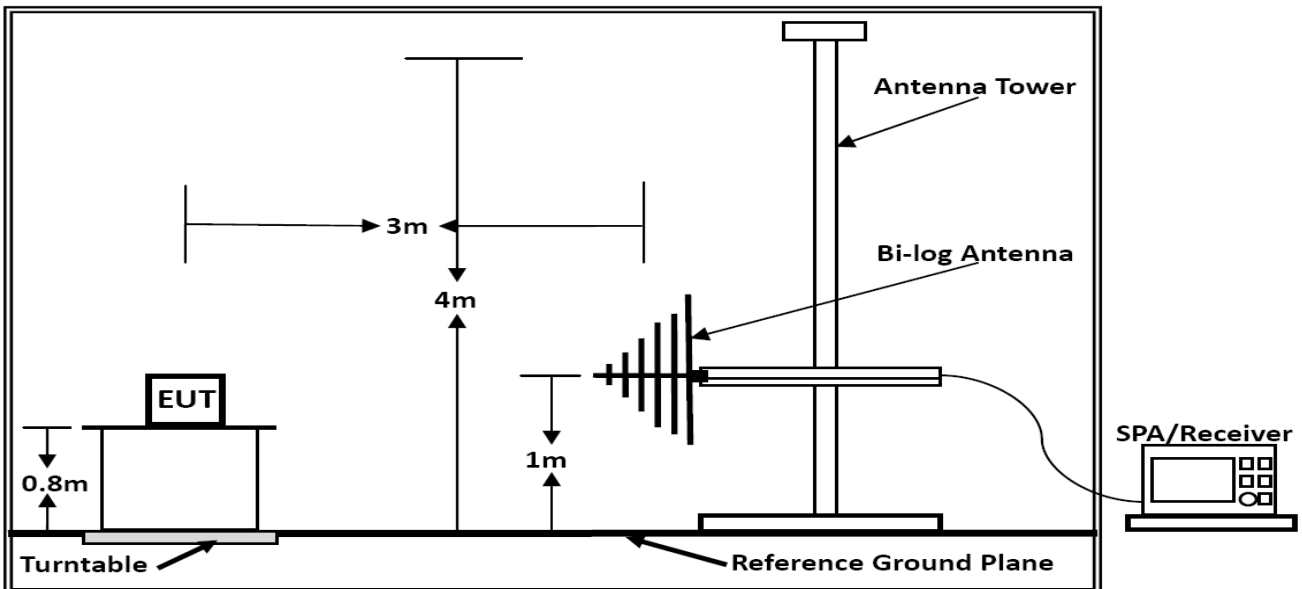 Antenna Tower
3m
Bi-log Antenna
4m
EUT
SPA/Receiver
1m
0.8m
Turntable
Reference Ground Plane